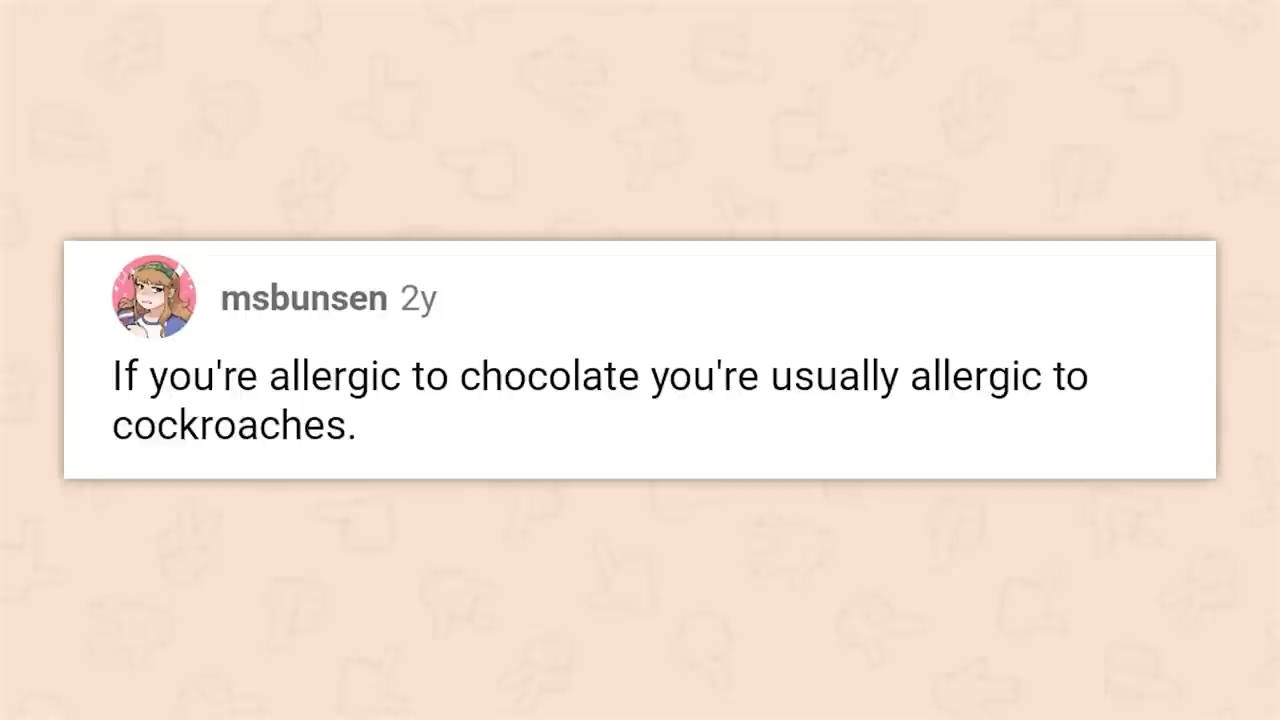 msbunsen 2y
If you're allergic to chocolate you're usually allergic to
cockroaches.